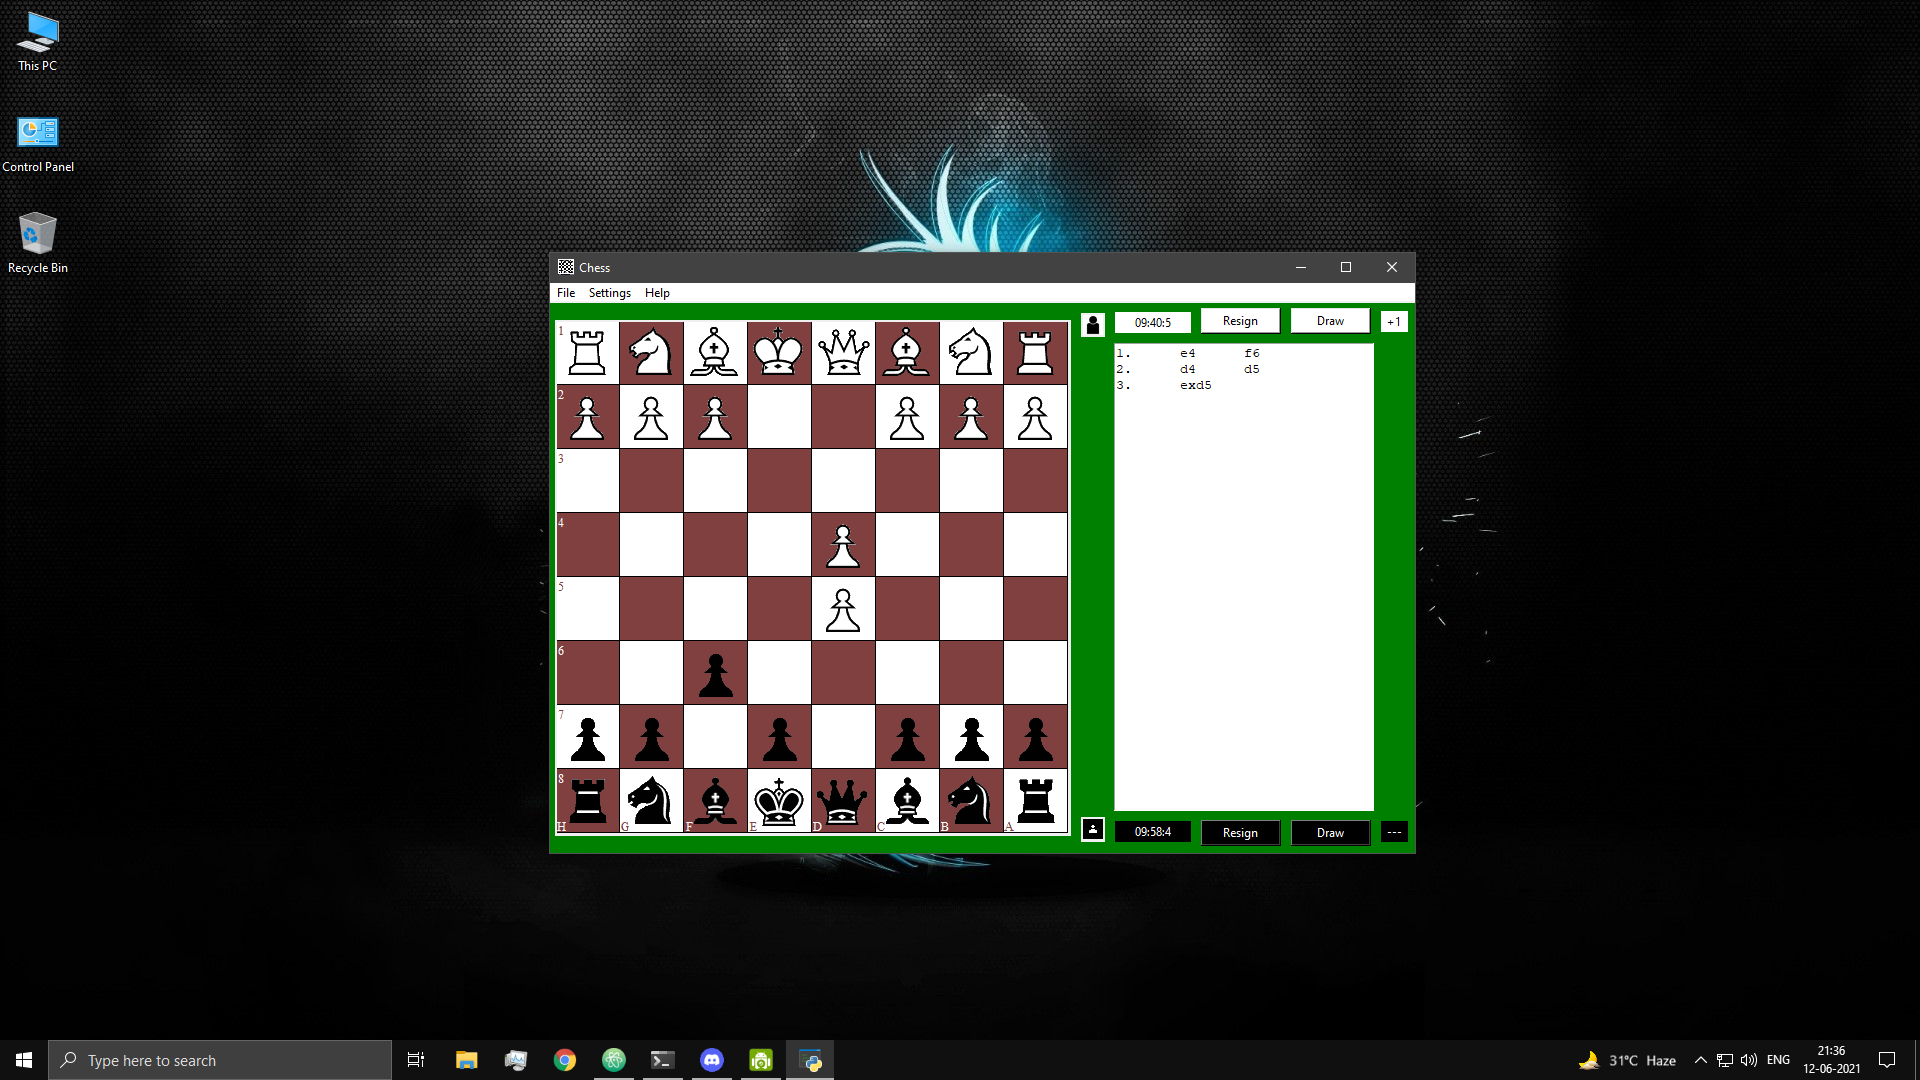 This PC
Control Panel
Recycle Bin
Chess
File Settings Help
09:40:5 Resign Draw +1
1. e4 f6
2. d4 d5
3. exd5
1
2
3
4
5
6
7
8
H G F E D C B A
09:58:4 Resign Draw ---
Type here to search
31°C Haze
ENG
21:36
12-06-2021